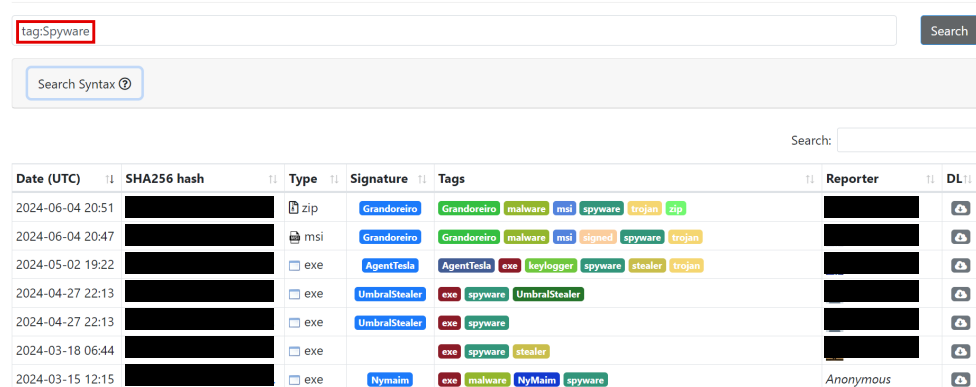 tag:Spyware Search
Search Syntax
Search:
Date (UTC) SHA256 hash Type Signature Tags Reporter DL
2024-06-04 20:51 zip Grandoreiro Grandoreiro malware msi spyware trojan zip
2024-06-04 20:47 msi Grandoreiro Grandoreiro malware msi signed spyware trojan
2024-05-02 19:22 exe AgentTesla AgentTesla exe keylogger spyware stealer trojan
2024-04-27 22:13 exe UmbralStealer exe spyware UmbralStealer
2024-04-27 22:13 exe UmbralStealer exe spyware
2024-03-18 06:44 exe exe spyware stealer
2024-03-15 12:15 exe Nymaim exe malware NyMaim spyware Anonymous